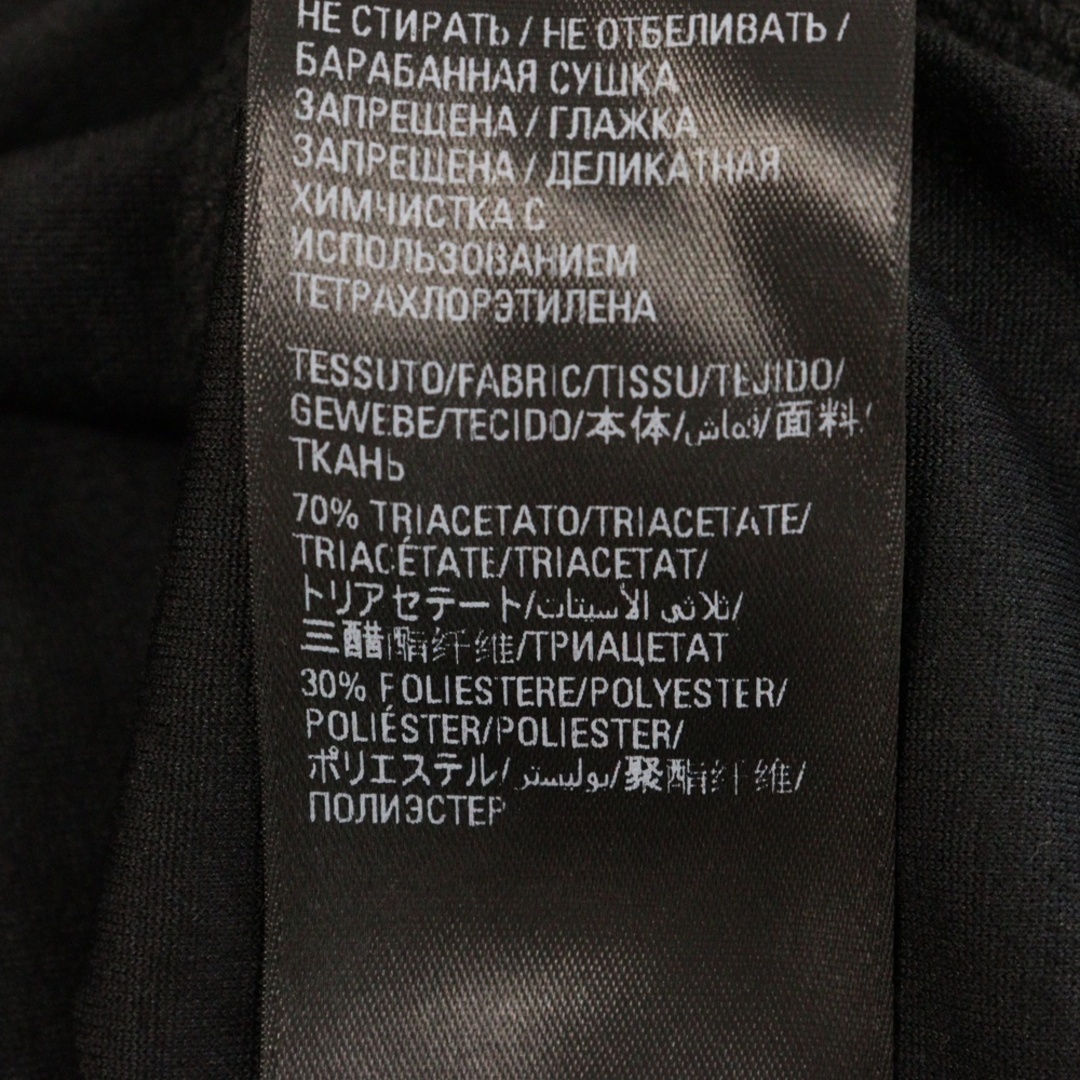 НЕ СТИРАТЬ / НЕ ОТБЕЛИВАТЬ /
БАРАБАННАЯ СУШКА
ЗАПРЕЩЕНА / ГЛАЖКА
ЗАПРЕЩЕНА / ДЕЛИКАТНАЯ
ХИМЧИСТКА С
ИСПОЛЬЗОВАНИЕМ
ТЕТРАХЛОРЭТИЛЕНА
TESSUTO/FABRIC/TISSU/TEJIDO/
GEWEBE/TECIDO/本体/قماش/面料/
ТКАНЬ
70% TRIACETATO/TRIACETATE/
TRIACÉTATE/TRIACETAT/
トリアセテート/ثلاثي الأسيتات/
三醋酯纤维/ТРИАЦЕТАТ
30% POLIESTERE/POLYESTER/
POLIÉSTER/POLIESTER/
ポリエステル/بوليستر/聚酯纤维/
ПОЛИЭСТЕР